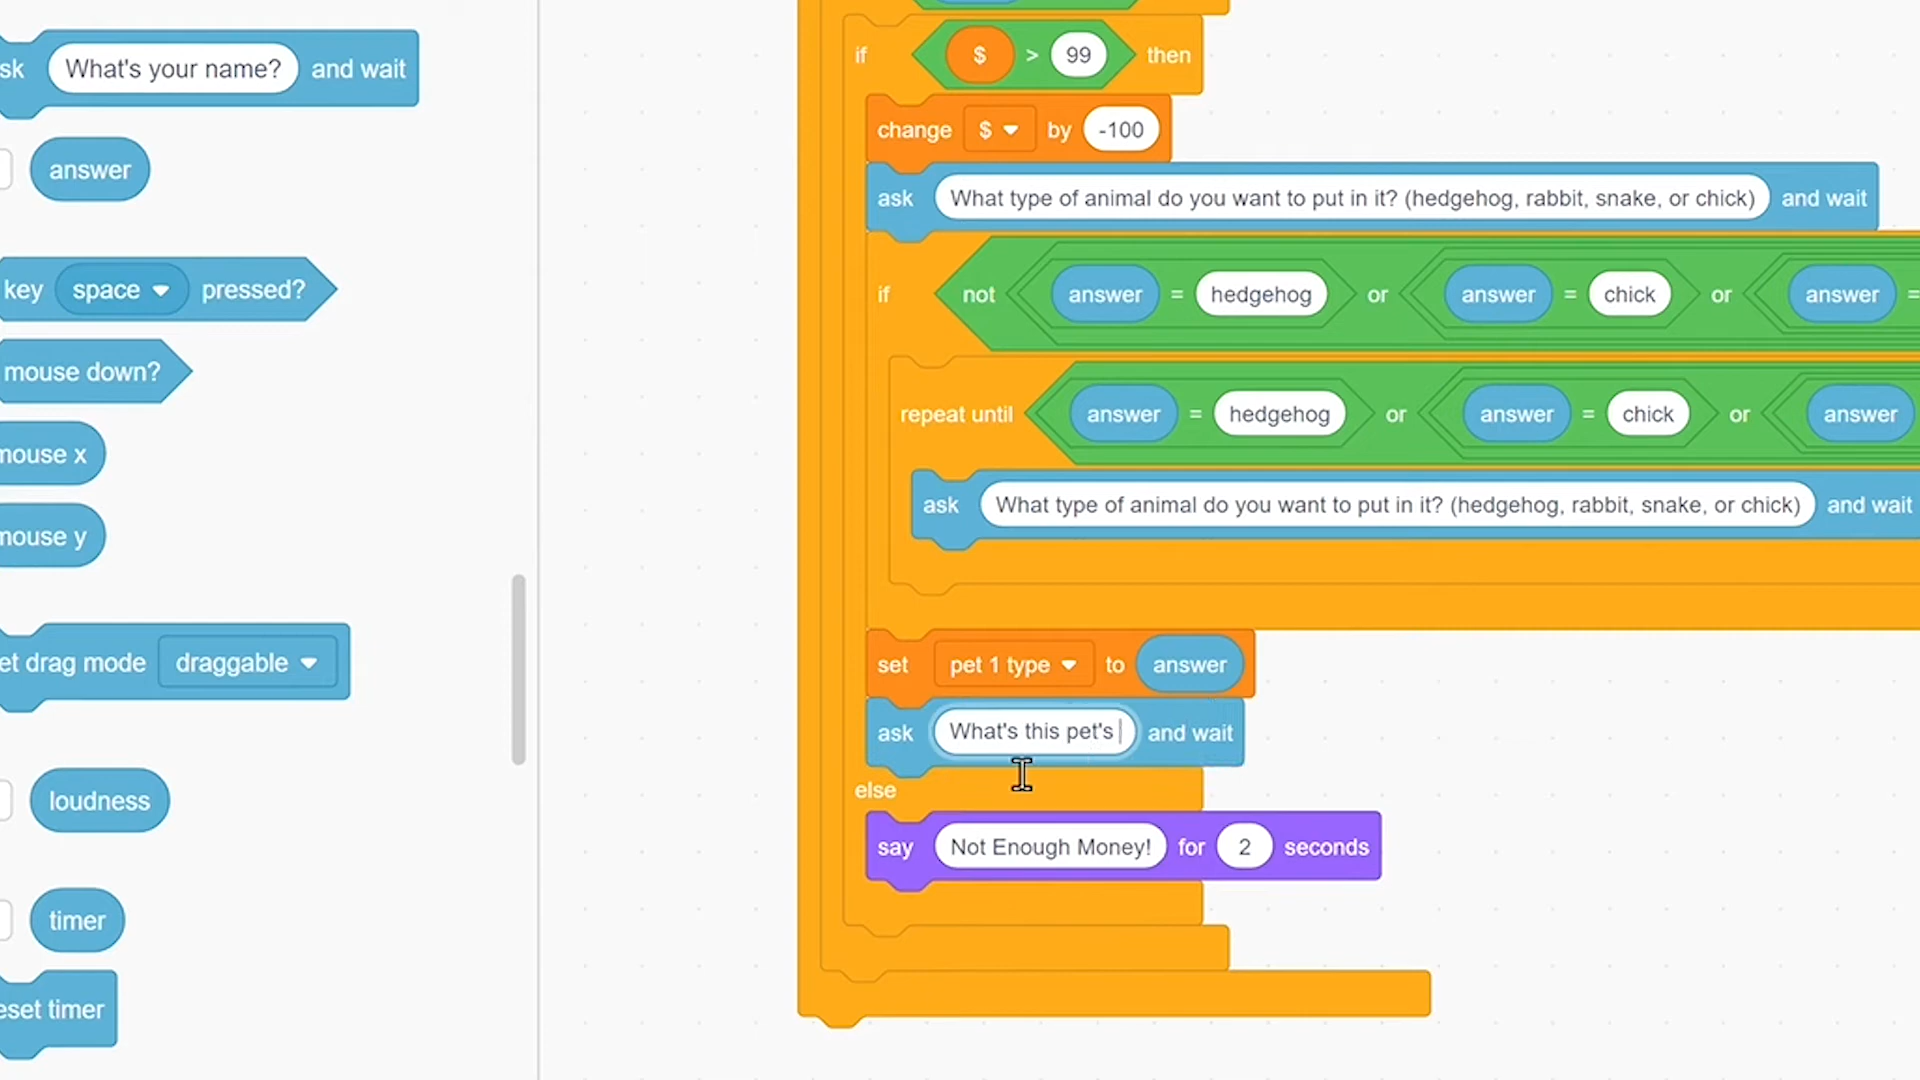 if $ > 99 then
ask What's your name? and wait
change $ by -100
answer
ask What type of animal do you want to put in it? (hedgehog, rabbit, snake, or chick) and wait
key space pressed?
if not answer = hedgehog or answer = chick or answer =
mouse down?
repeat until answer = hedgehog or answer = chick or answer
mouse x
ask What type of animal do you want to put in it? (hedgehog, rabbit, snake, or chick) and wait
mouse y
set drag mode draggable
set pet 1 type to answer
ask What's this pet's and wait
else
loudness
say Not Enough Money! for 2 seconds
timer
reset timer